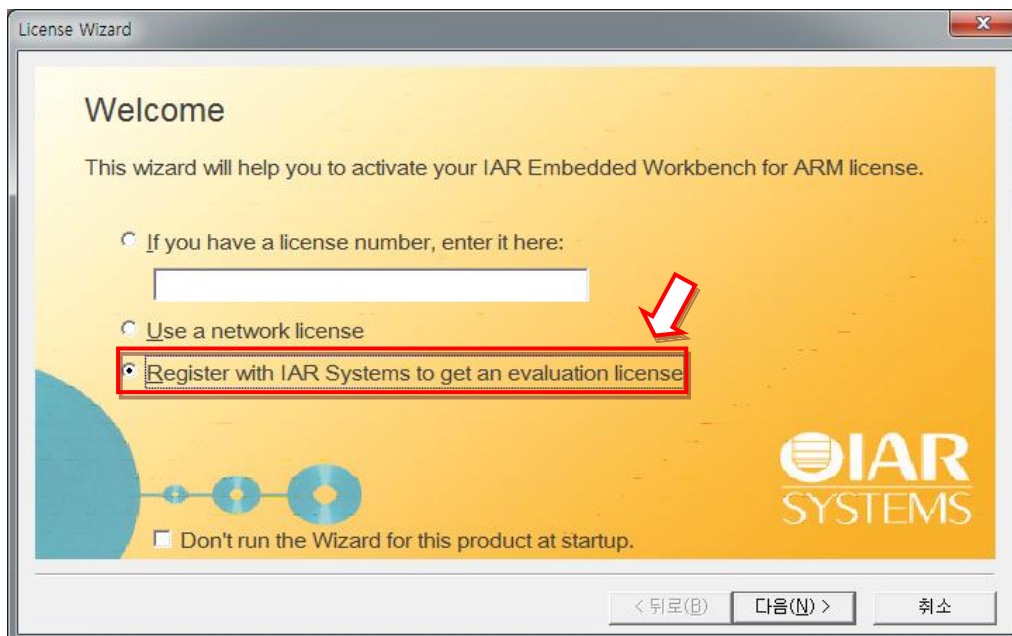 License Wizard
Welcome
This wizard will help you to activate your IAR Embedded Workbench for ARM license.
If you have a license number, enter it here:
Use a network license
Register with IAR Systems to get an evaluation license
IAR
SYSTEMS
Don't run the Wizard for this product at startup.
< 뒤로(B) 다음(N) > 취소